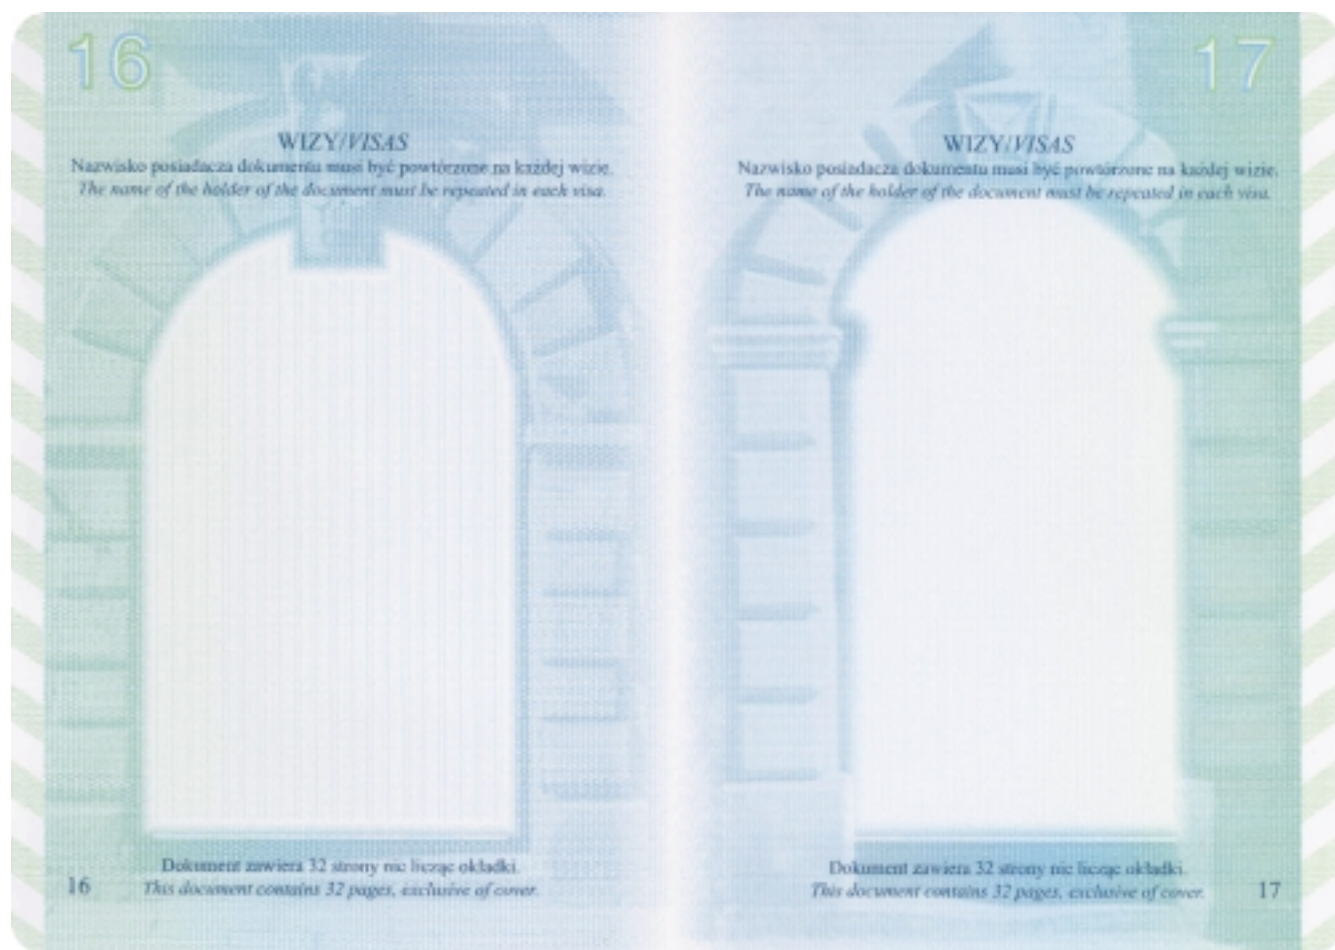 16
WIZY/VISAS
Nazwisko posiadacza dokumentu musi być powtórzone na każdej wizie.
The name of the holder of the document must be repeated in each visa.
Dokument zawiera 32 strony nie licząc okładki.
This document contains 32 pages, exclusive of cover.
16
17
WIZY/VISAS
Nazwisko posiadacza dokumentu musi być powtórzone na każdej wizie.
The name of the holder of the document must be repeated in each visa.
Dokument zawiera 32 strony nie licząc okładki.
This document contains 32 pages, exclusive of cover.
17